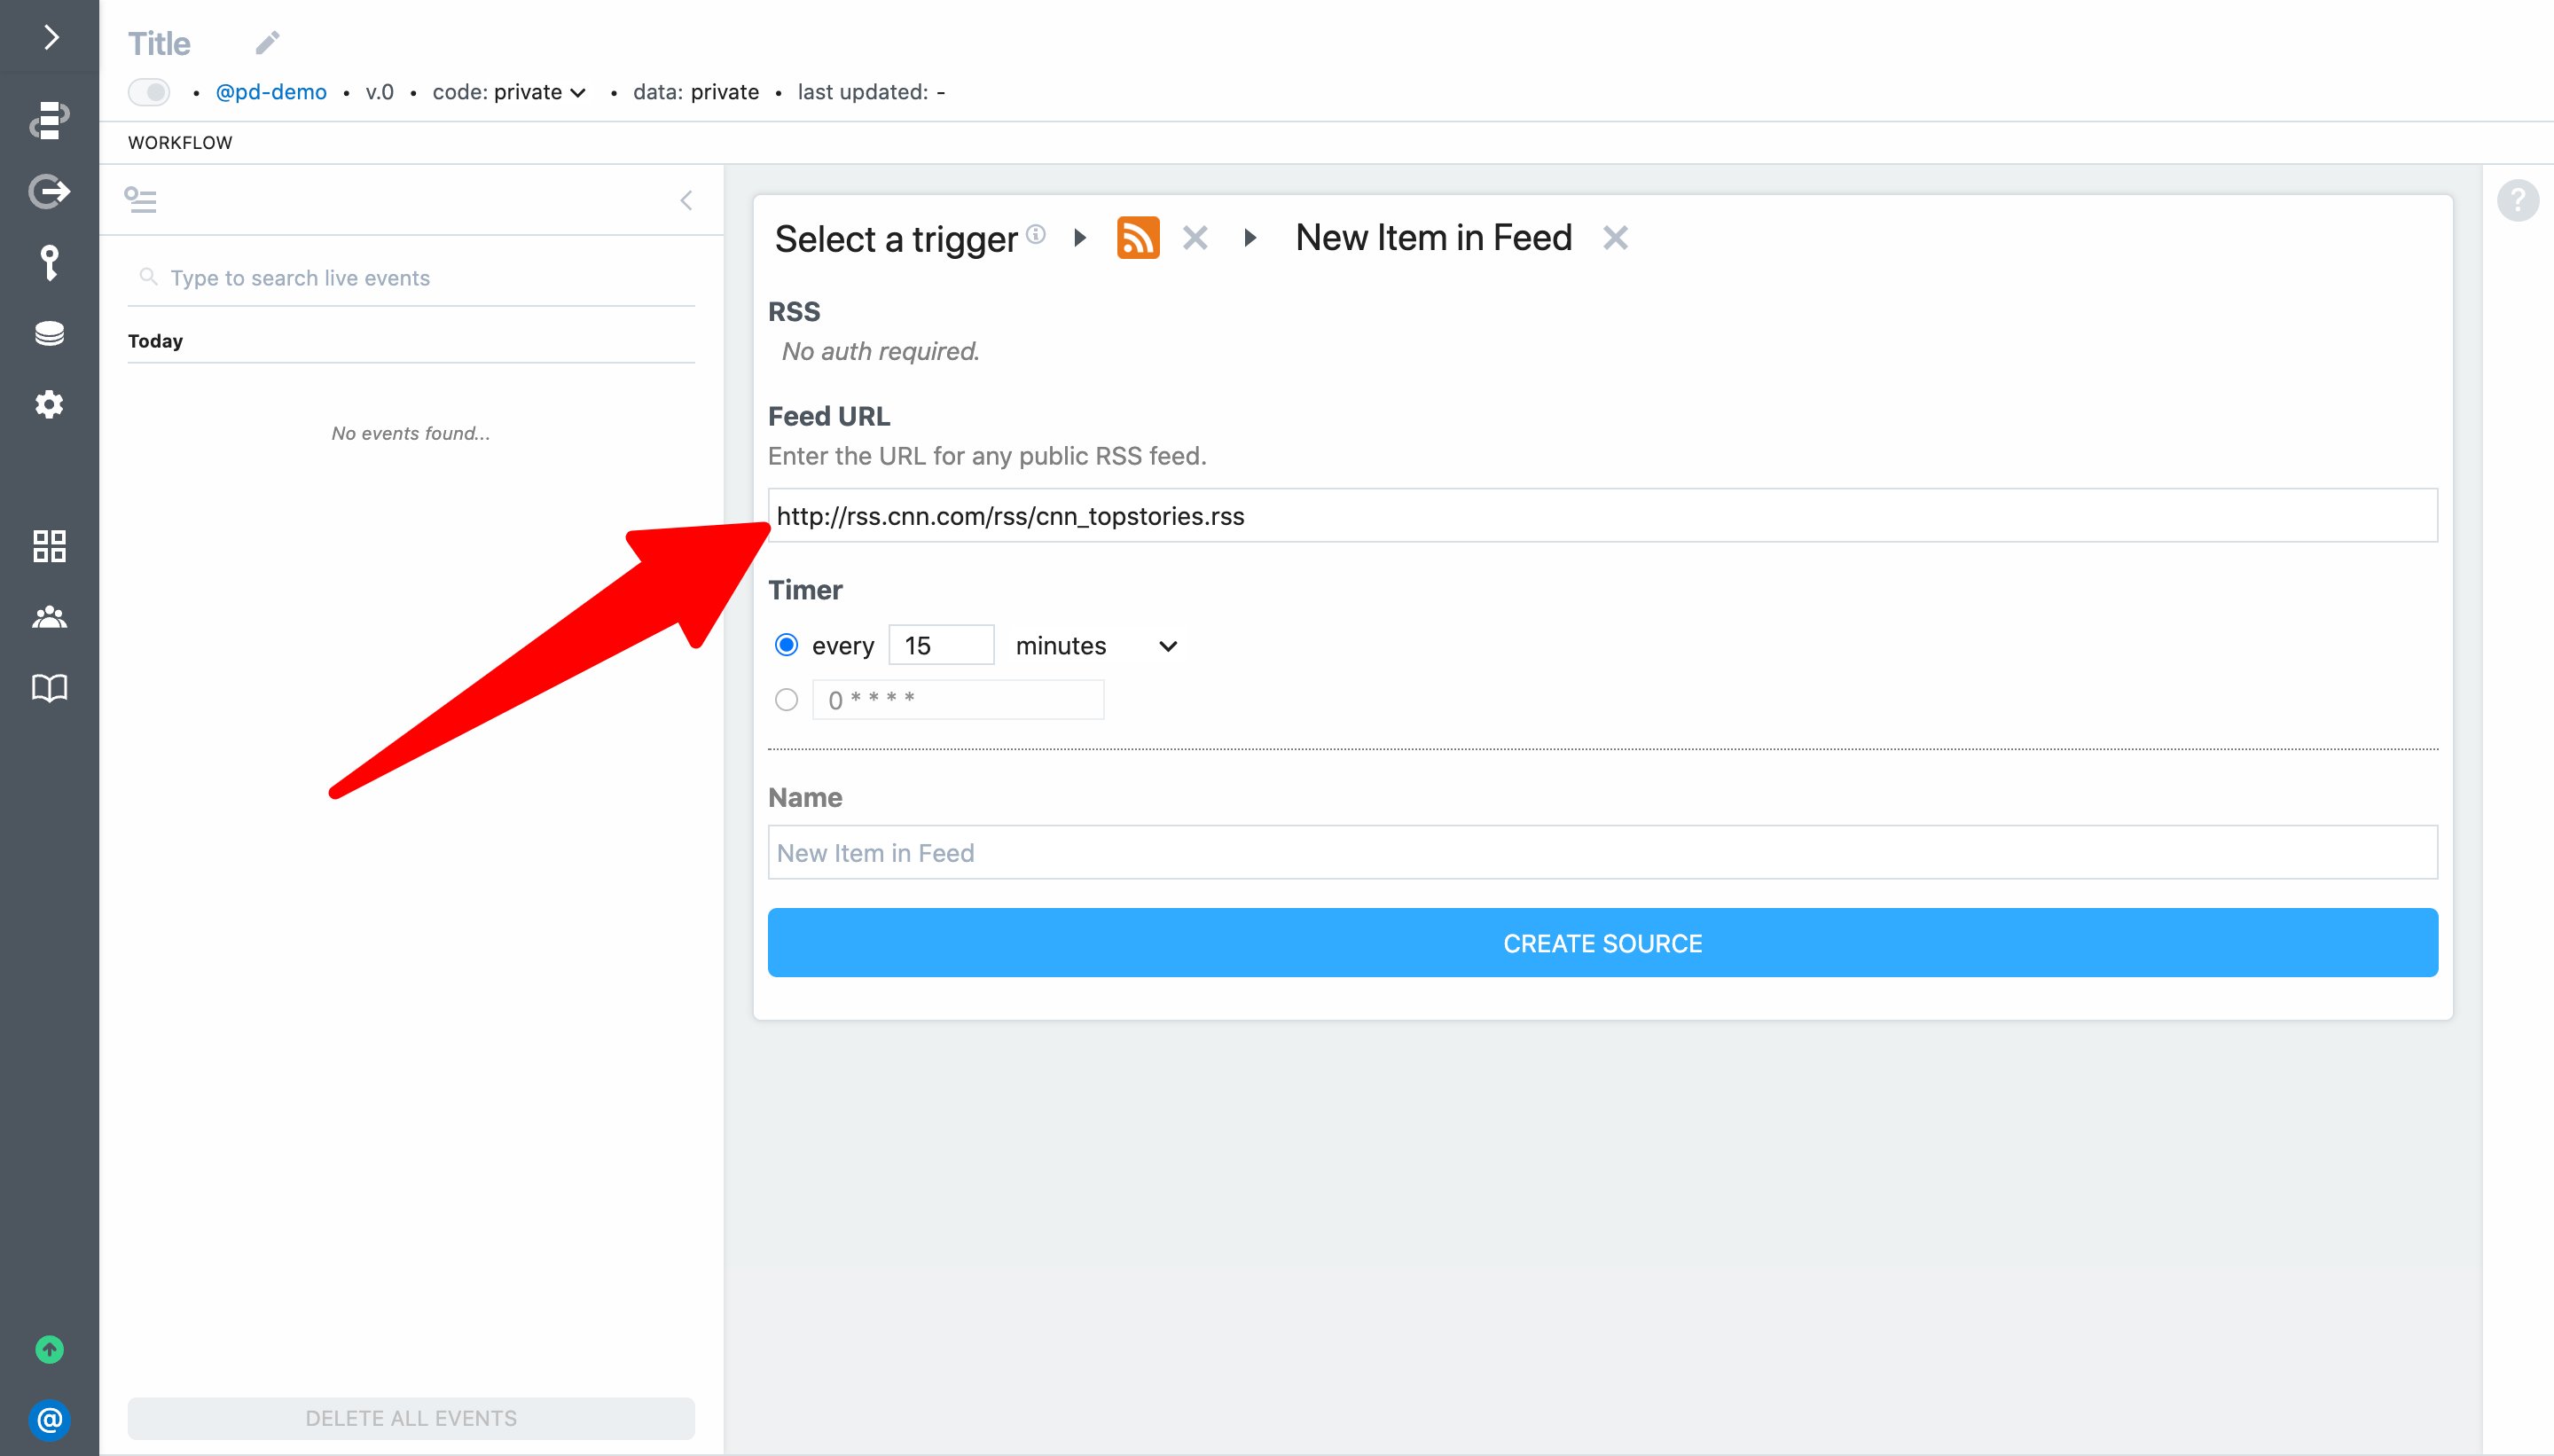 Title
• @pd-demo • v.0 • code: private • data: private • last updated: -
WORKFLOW
Type to search live events
Today
No events found...
DELETE ALL EVENTS
Select a trigger New Item in Feed
RSS
No auth required.
Feed URL
Enter the URL for any public RSS feed.
http://rss.cnn.com/rss/cnn_topstories.rss
Timer
every 15 minutes
0 * * * *
Name
New Item in Feed
CREATE SOURCE
?
@